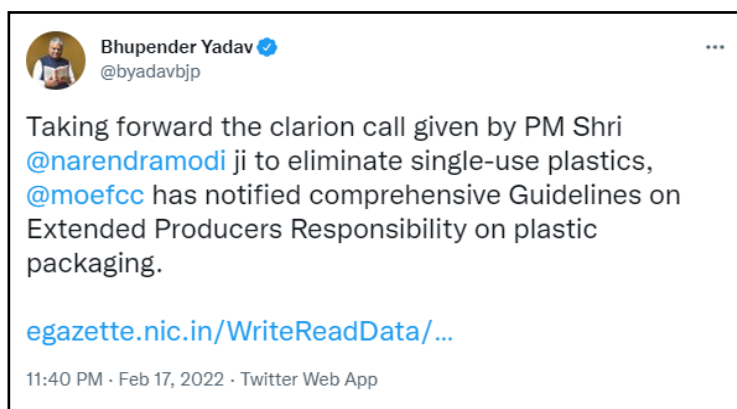 Bhupender Yadav
@byadavbjp
Taking forward the clarion call given by PM Shri
@narendramodi ji to eliminate single-use plastics,
@moefcc has notified comprehensive Guidelines on
Extended Producers Responsibility on plastic
packaging.
egazette.nic.in/WriteReadData/...
11:40 PM · Feb 17, 2022 · Twitter Web App